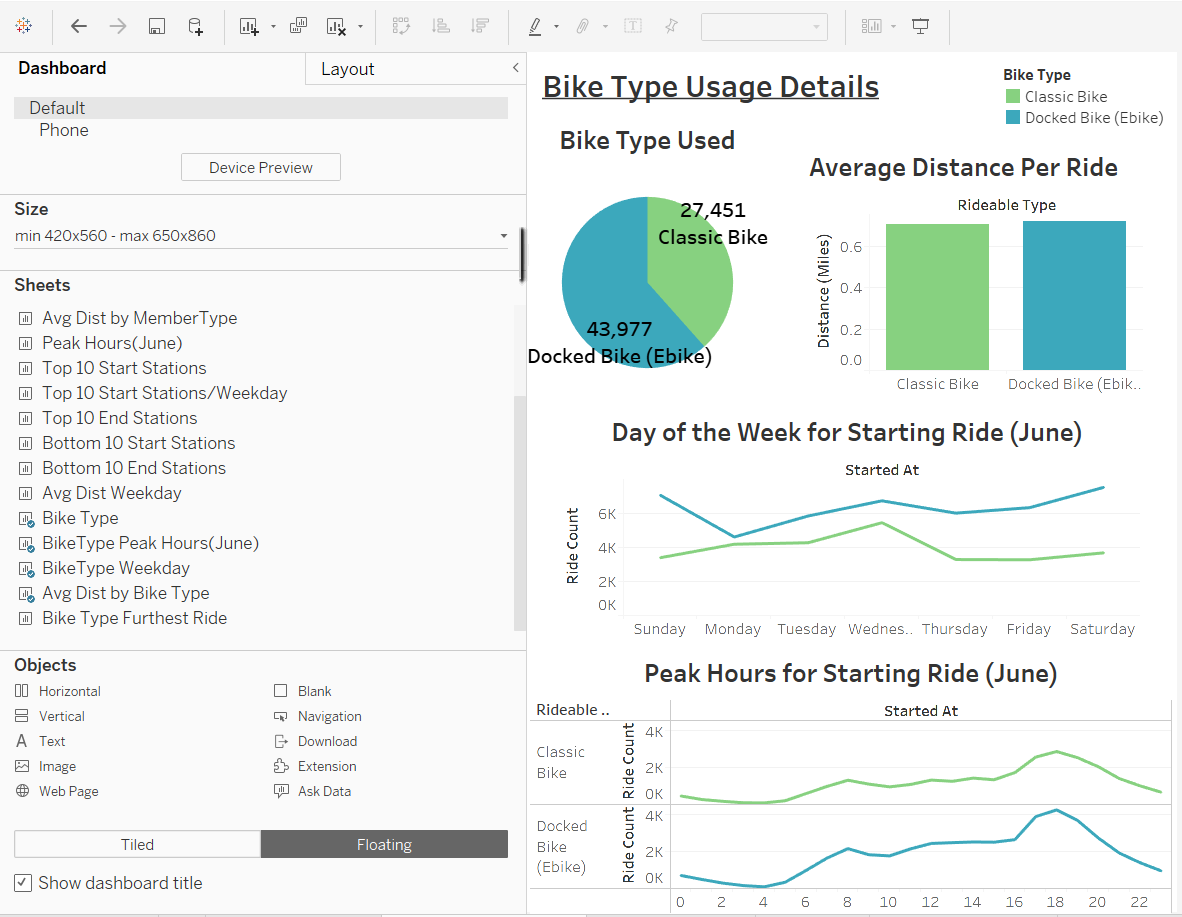 Dashboard
Layout
Default
Phone
Device Preview
Size
min 420x560 - max 650x860
Sheets
Avg Dist by MemberType
Peak Hours(June)
Top 10 Start Stations
Top 10 Start Stations/Weekday
Top 10 End Stations
Bottom 10 Start Stations
Bottom 10 End Stations
Avg Dist Weekday
Bike Type
BikeType Peak Hours(June)
BikeType Weekday
Avg Dist by Bike Type
Bike Type Furthest Ride
Objects
Horizontal
Blank
Vertical
Navigation
A Text
Download
Image
Extension
Web Page
Ask Data
Tiled
Floating
Show dashboard title
Bike Type Usage Details
Bike Type
Classic Bike
Docked Bike (Ebike)
Bike Type Used
27,451
Classic Bike
43,977
Docked Bike (Ebike)
Average Distance Per Ride
Rideable Type
Distance (Miles)
0.6
0.4
0.2
0.0
Classic Bike
Docked Bike (Ebik..
Day of the Week for Starting Ride (June)
Started At
Ride Count
6K
4K
2K
0K
Sunday Monday Tuesday Wednes.. Thursday Friday Saturday
Peak Hours for Starting Ride (June)
Rideable ..
Started At
Classic
Bike
Ride Count
4K
2K
0K
Docked
Bike
(Ebike)
Ride Count
4K
2K
0K
0 2 4 6 8 10 12 14 16 18 20 22